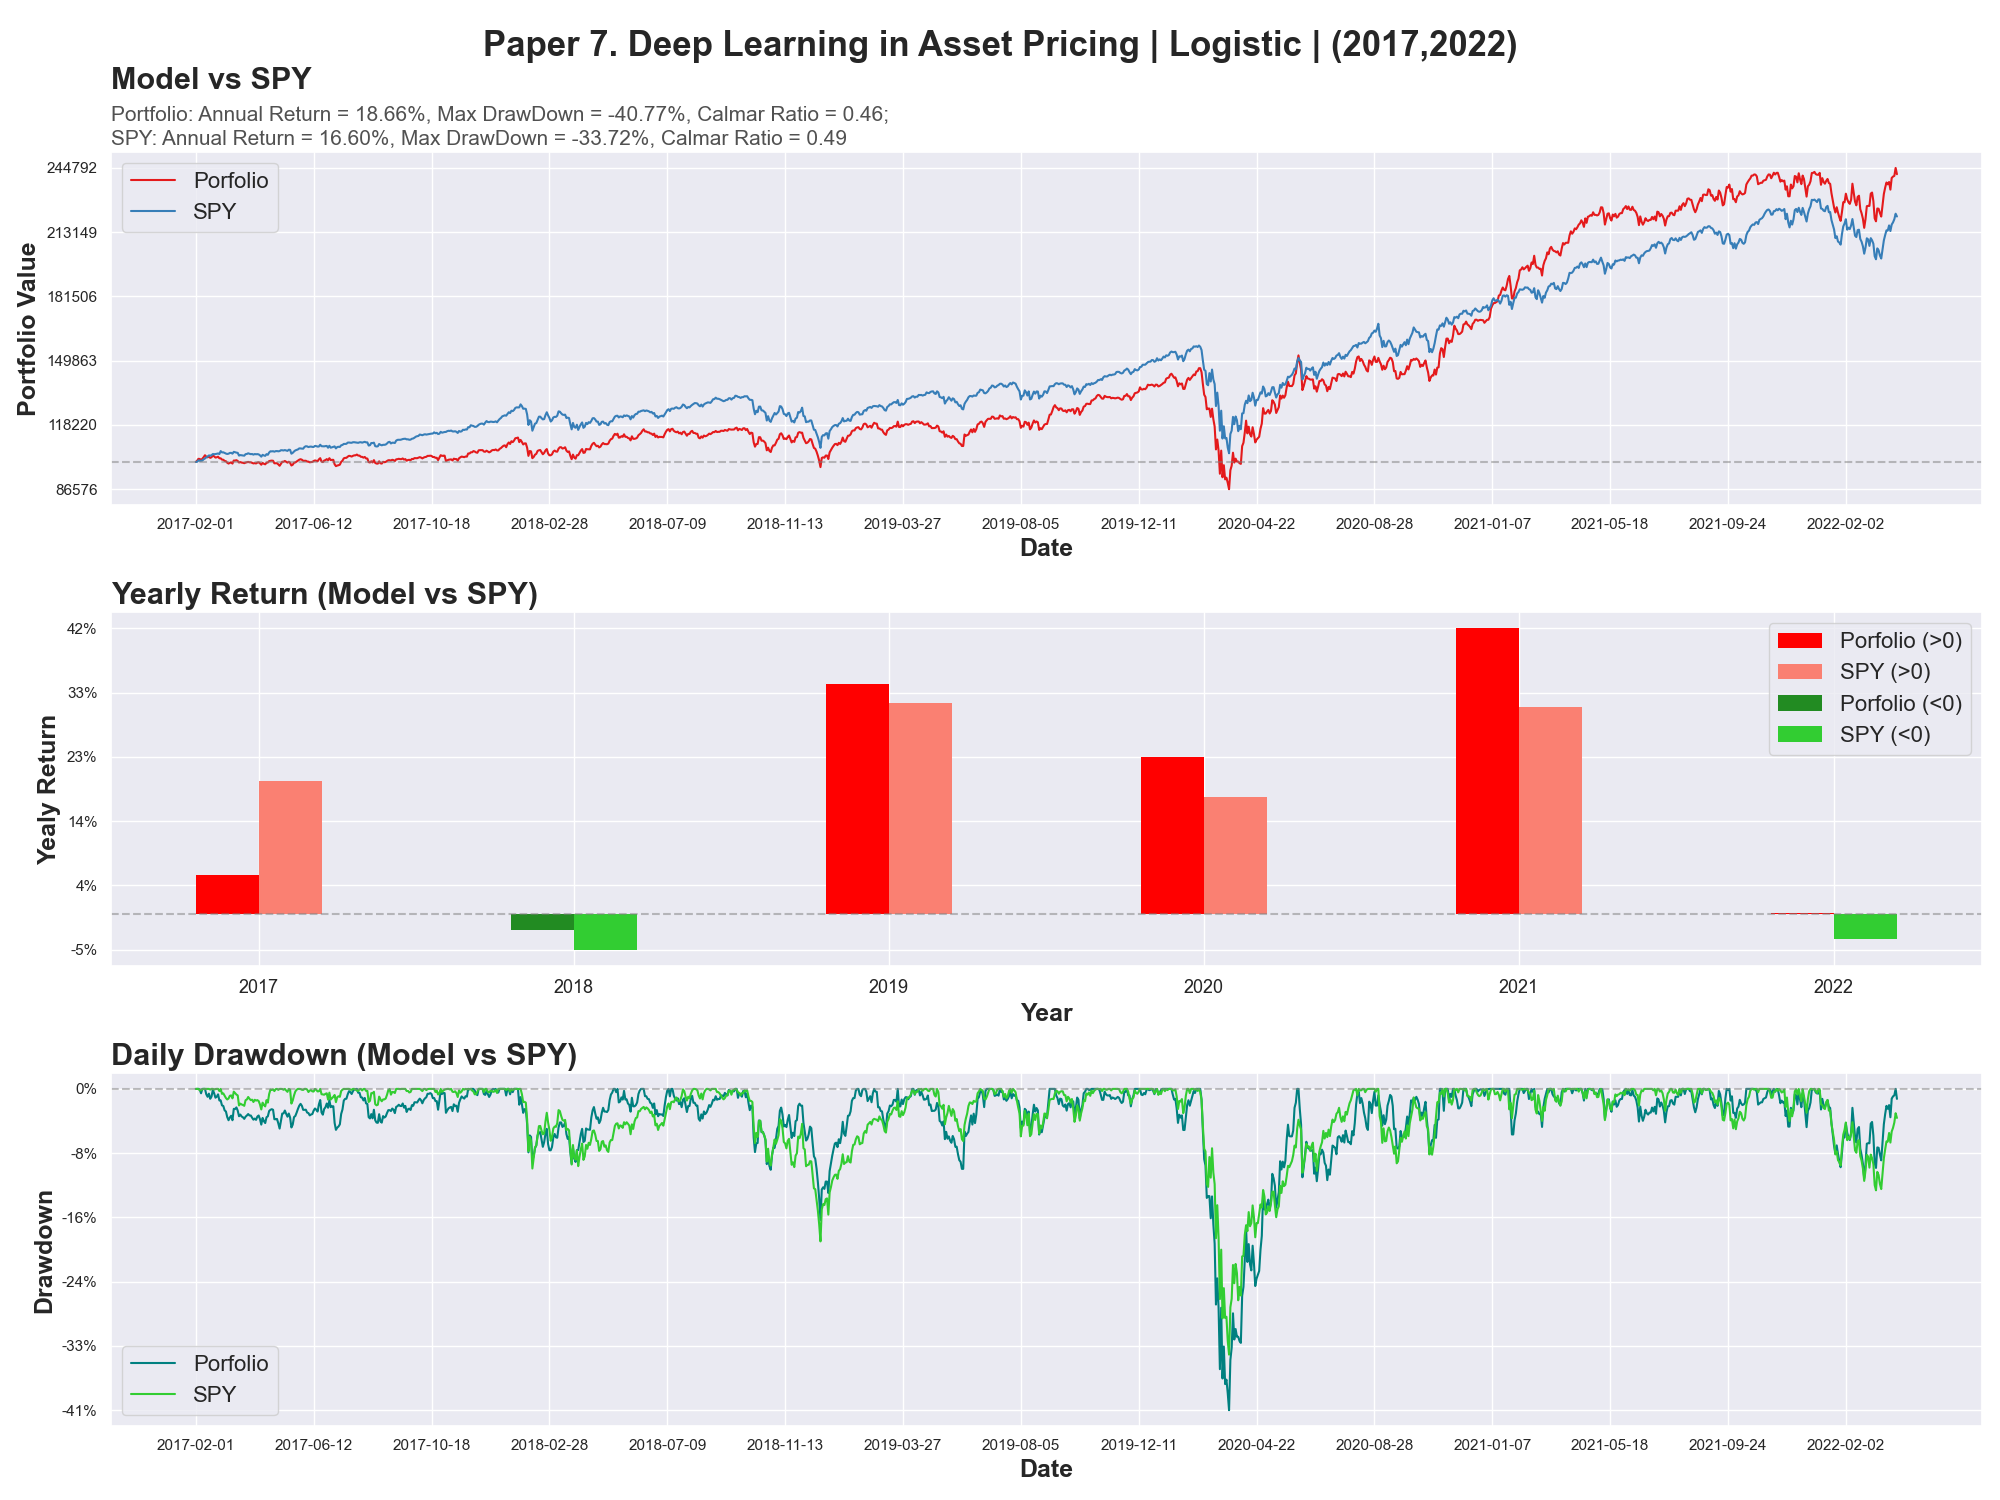 Paper 7. Deep Learning in Asset Pricing | Logistic | (2017,2022)
Model vs SPY
Portfolio: Annual Return = 18.66%, Max DrawDown = -40.77%, Calmar Ratio = 0.46;
SPY: Annual Return = 16.60%, Max DrawDown = -33.72%, Calmar Ratio = 0.49
Porfolio
SPY
244792
213149
181506
149863
118220
86576
Portfolio Value
2017-02-01 2017-06-12 2017-10-18 2018-02-28 2018-07-09 2018-11-13 2019-03-27 2019-08-05 2019-12-11 2020-04-22 2020-08-28 2021-01-07 2021-05-18 2021-09-24 2022-02-02
Date
Yearly Return (Model vs SPY)
Porfolio (>0)
SPY (>0)
Porfolio (<0)
SPY (<0)
42%
33%
23%
14%
4%
-5%
Yealy Return
2017 2018 2019 2020 2021 2022
Year
Daily Drawdown (Model vs SPY)
0%
-8%
-16%
-24%
-33%
-41%
Drawdown
Porfolio
SPY
2017-02-01 2017-06-12 2017-10-18 2018-02-28 2018-07-09 2018-11-13 2019-03-27 2019-08-05 2019-12-11 2020-04-22 2020-08-28 2021-01-07 2021-05-18 2021-09-24 2022-02-02
Date